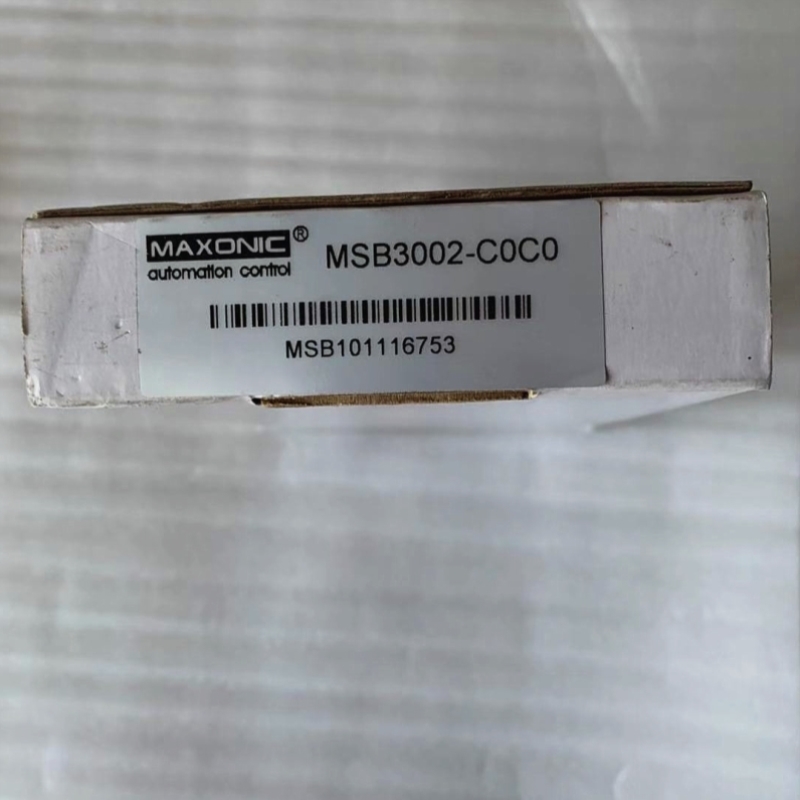 MAXONIC® MSB3002-C0C0
automation control
MSB101116753